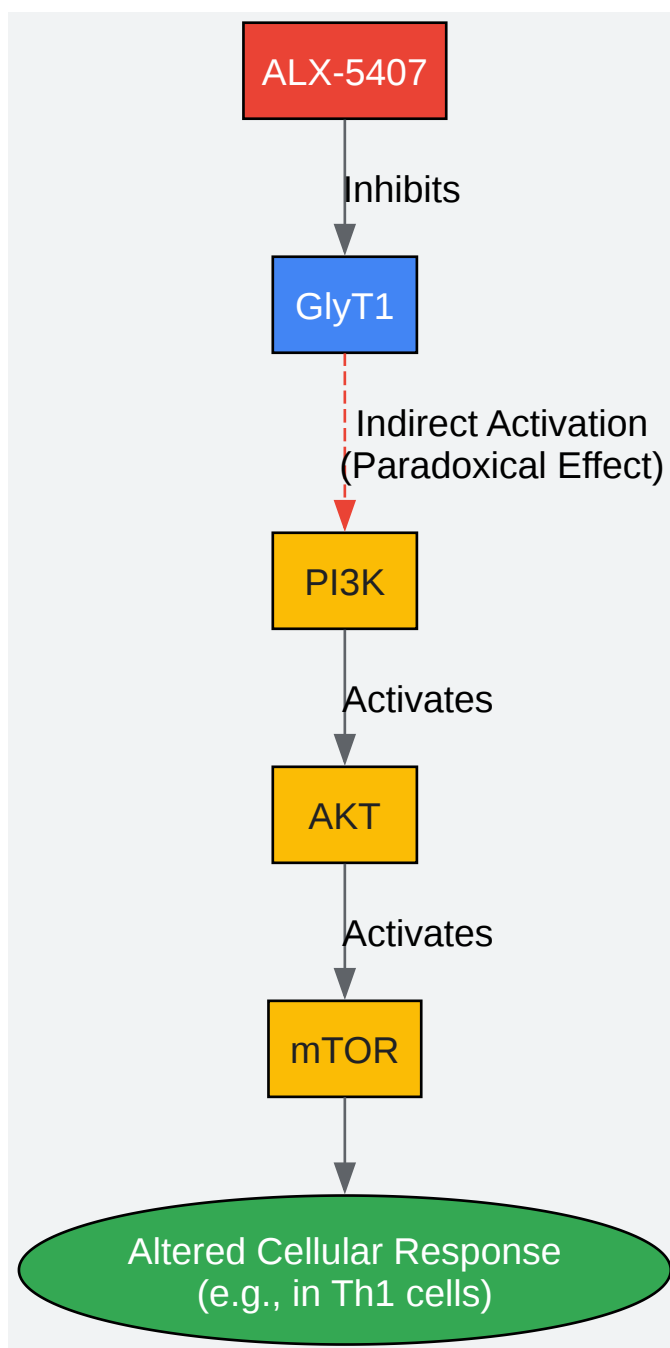 ALX-5407
Inhibits
GlyT1
Indirect Activation
(Paradoxical Effect)
PI3K
Activates
AKT
Activates
mTOR
Altered Cellular Response
(e.g., in Th1 cells)